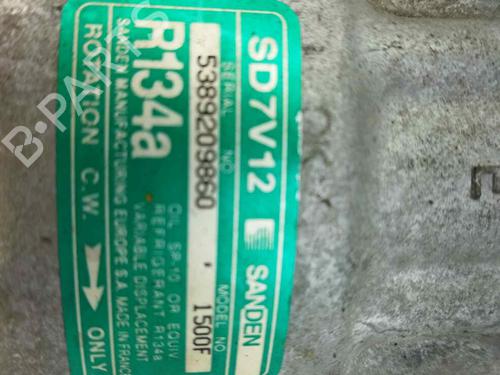 SD7V12 SANDEN
SERIAL NO. MODEL NO
5389209860 1500F
R134a
OIL SP-10 OR EQUIV
REFRIGERANT R134a
VARIABLE DISPLACEMENT
SANDEN MANUFACTURING EUROPE S.A MADE IN FRANCE
ROTATION C.W. ONLY
OK
B-PARTS